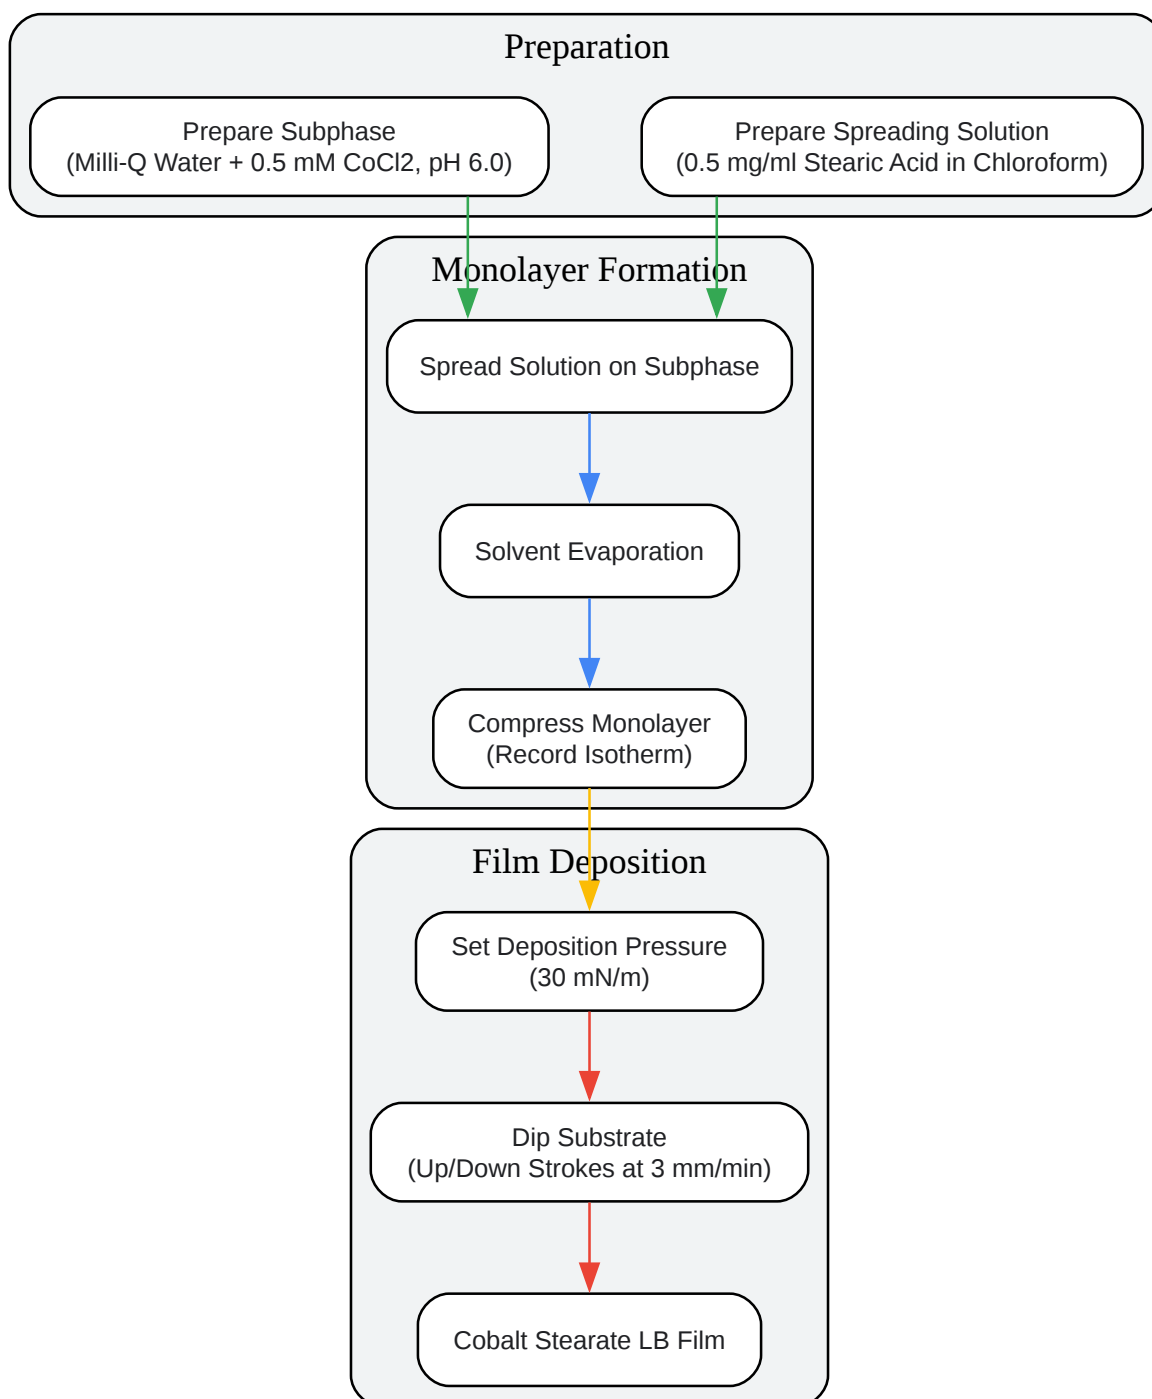 Preparation
Prepare Subphase
(Milli-Q Water + 0.5 mM CoCl2, pH 6.0)
Prepare Spreading Solution
(0.5 mg/ml Stearic Acid in Chloroform)
Monolayer Formation
Spread Solution on Subphase
Solvent Evaporation
Compress Monolayer
(Record Isotherm)
Film Deposition
Set Deposition Pressure
(30 mN/m)
Dip Substrate
(Up/Down Strokes at 3 mm/min)
Cobalt Stearate LB Film